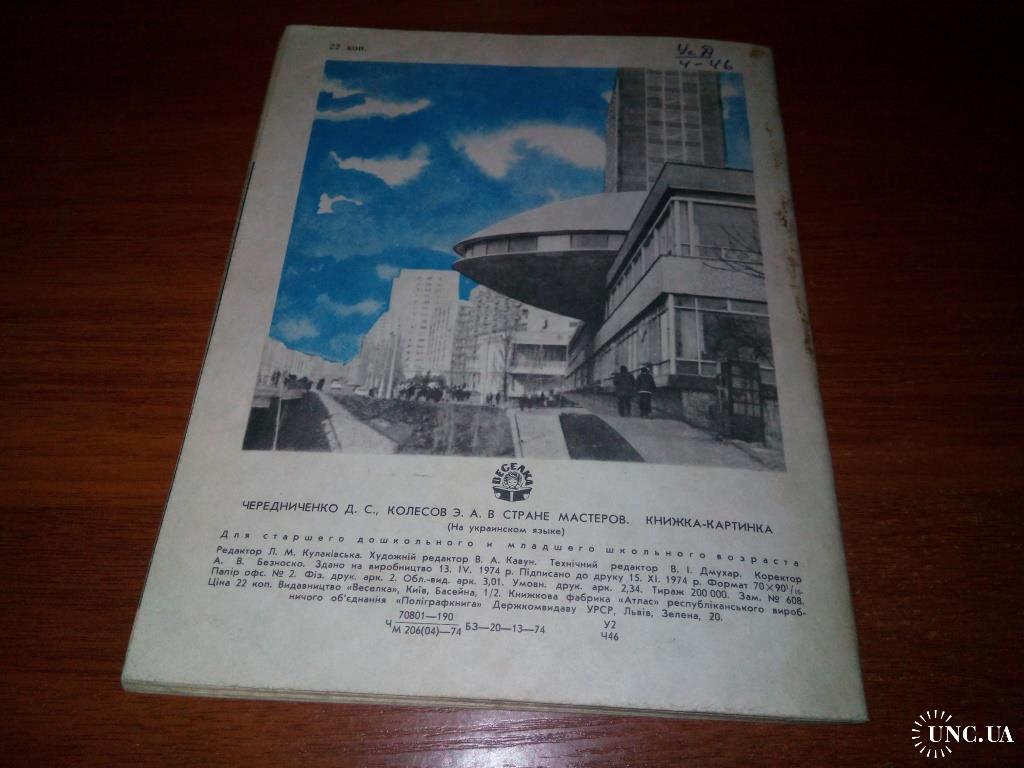 22 коп.
Ук Д
Ч-46
ВЕСЕЛКА
ЧЕРЕДНИЧЕНКО Д. С., КОЛЕСОВ Э. А. В СТРАНЕ МАСТЕРОВ. КНИЖКА-КАРТИНКА
(На украинском языке)
Для старшего дошкольного и младшего школьного возраста
Редактор Л. М. Кулаківська. Художній редактор В. А. Кавун. Технічний редактор В. І. Дмухар. Коректор
А. В. Безноско. Здано на виробництво 13. IV. 1974 р. Підписано до друку 15. XI. 1974 р. Формат 70×90¹/₁₆.
Папір офс. № 2. Фіз. друк. арк. 2. Обл.-вид. арк. 3,01. Умовн. друк. арк. 2,34. Тираж 200 000. Зам. № 608.
Ціна 22 коп. Видавництво «Веселка», Київ, Басейна, 1/2. Книжкова фабрика «Атлас» республіканського вироб-
ничого об'єднання «Поліграфкнига» Держкомвидаву УРСР, Львів, Зелена, 20.
Ч 70801—190 БЗ—20—13—74 У2
М 206(04)—74 Ч46
UNC.UA